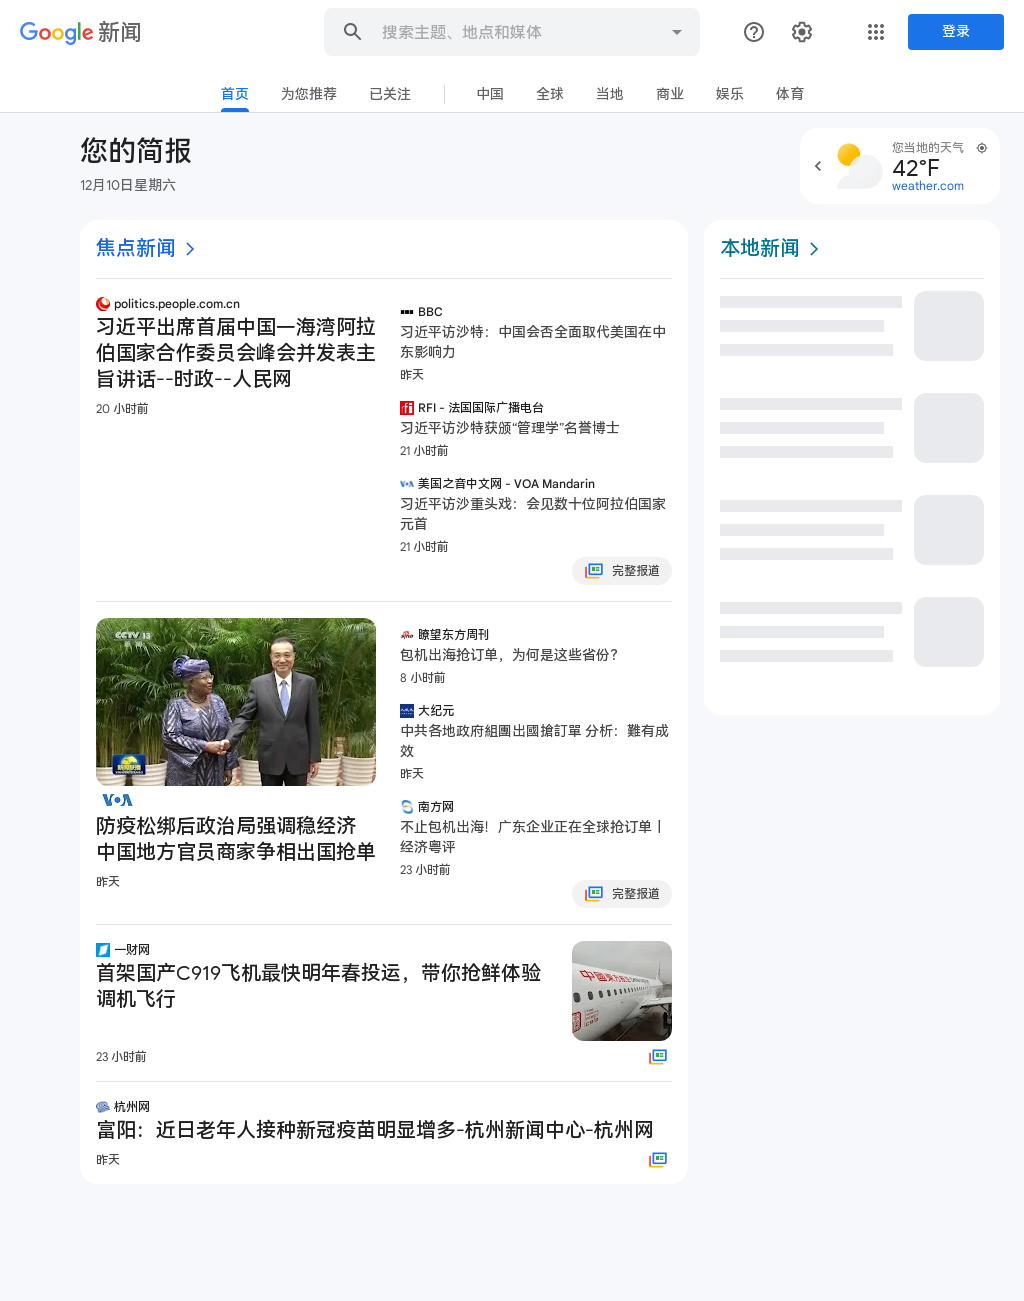 Google 新闻
搜索主题、地点和媒体
登录
首页
为您推荐
已关注
中国
全球
当地
商业
娱乐
体育
您的简报
12月10日星期六
您当地的天气
42°F
weather.com
焦点新闻
politics.people.com.cn
习近平出席首届中国—海湾阿拉
伯国家合作委员会峰会并发表主
旨讲话--时政--人民网
20 小时前
BBC
习近平访沙特：中国会否全面取代美国在中
东影响力
昨天
RFI - 法国国际广播电台
习近平访沙特获颁“管理学”名誉博士
21 小时前
美国之音中文网 - VOA Mandarin
习近平访沙重头戏：会见数十位阿拉伯国家
元首
21 小时前
完整报道
CCTV 13
VOA
防疫松绑后政治局强调稳经济
中国地方官员商家争相出国抢单
昨天
瞭望东方周刊
包机出海抢订单，为何是这些省份？
8 小时前
大纪元
中共各地政府組團出國搶訂單 分析：難有成
效
昨天
南方网
不止包机出海！广东企业正在全球抢订单丨
经济粤评
23 小时前
完整报道
一财网
首架国产C919飞机最快明年春投运，带你抢鲜体验
调机飞行
23 小时前
杭州网
富阳：近日老年人接种新冠疫苗明显增多-杭州新闻中心-杭州网
昨天
本地新闻